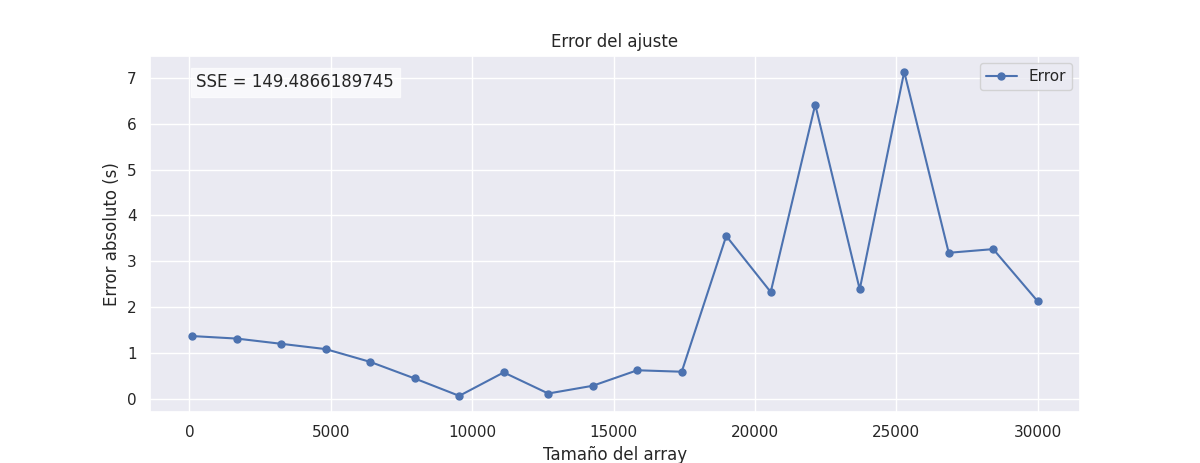 Error del ajuste
SSE = 149.4866189745
Error
Error absoluto (s)
7
6
5
4
3
2
1
0
0 5000 10000 15000 20000 25000 30000
Tamaño del array